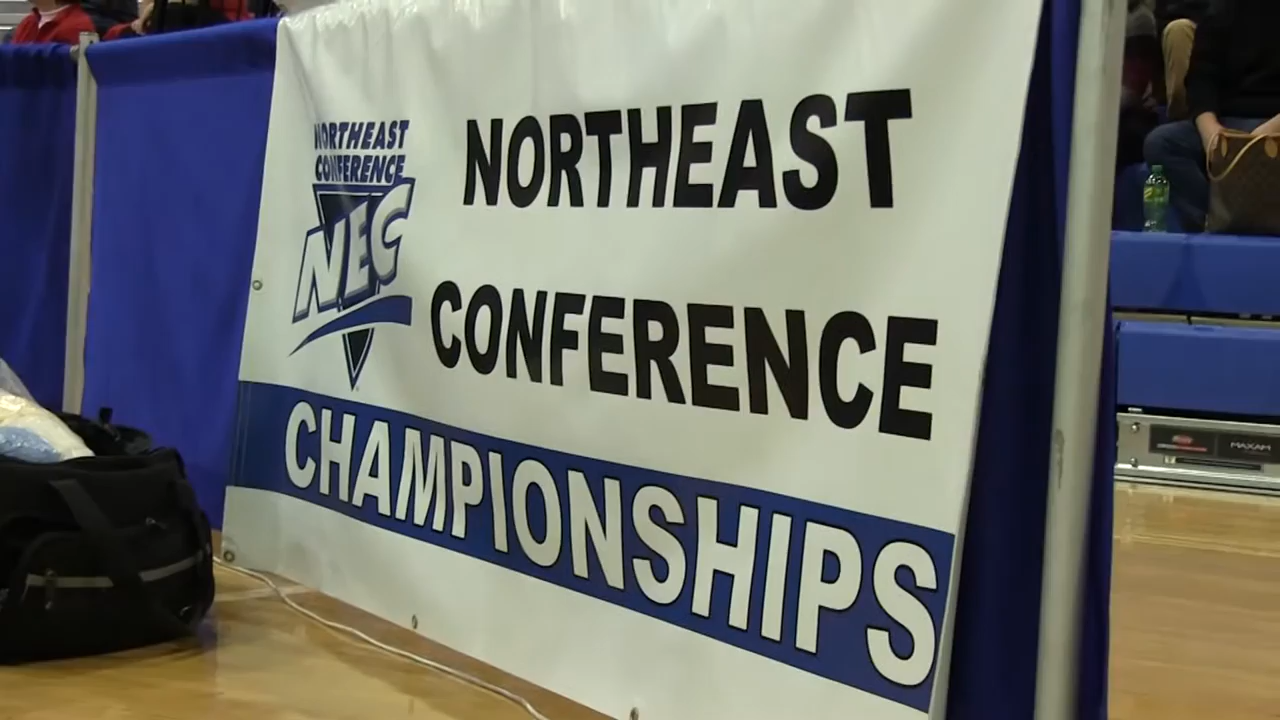 NORTHEAST
CONFERENCE
NEC
NORTHEAST
CONFERENCE
CHAMPIONSHIPS
MAXAM